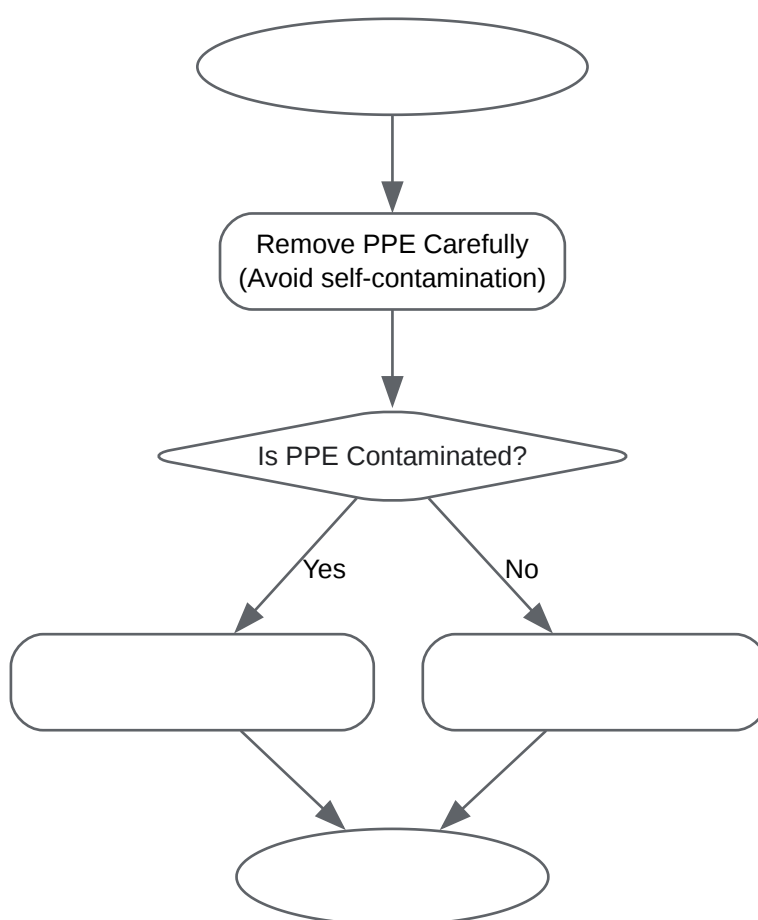 Remove PPE Carefully
(Avoid self-contamination)
Is PPE Contaminated?
Yes
No